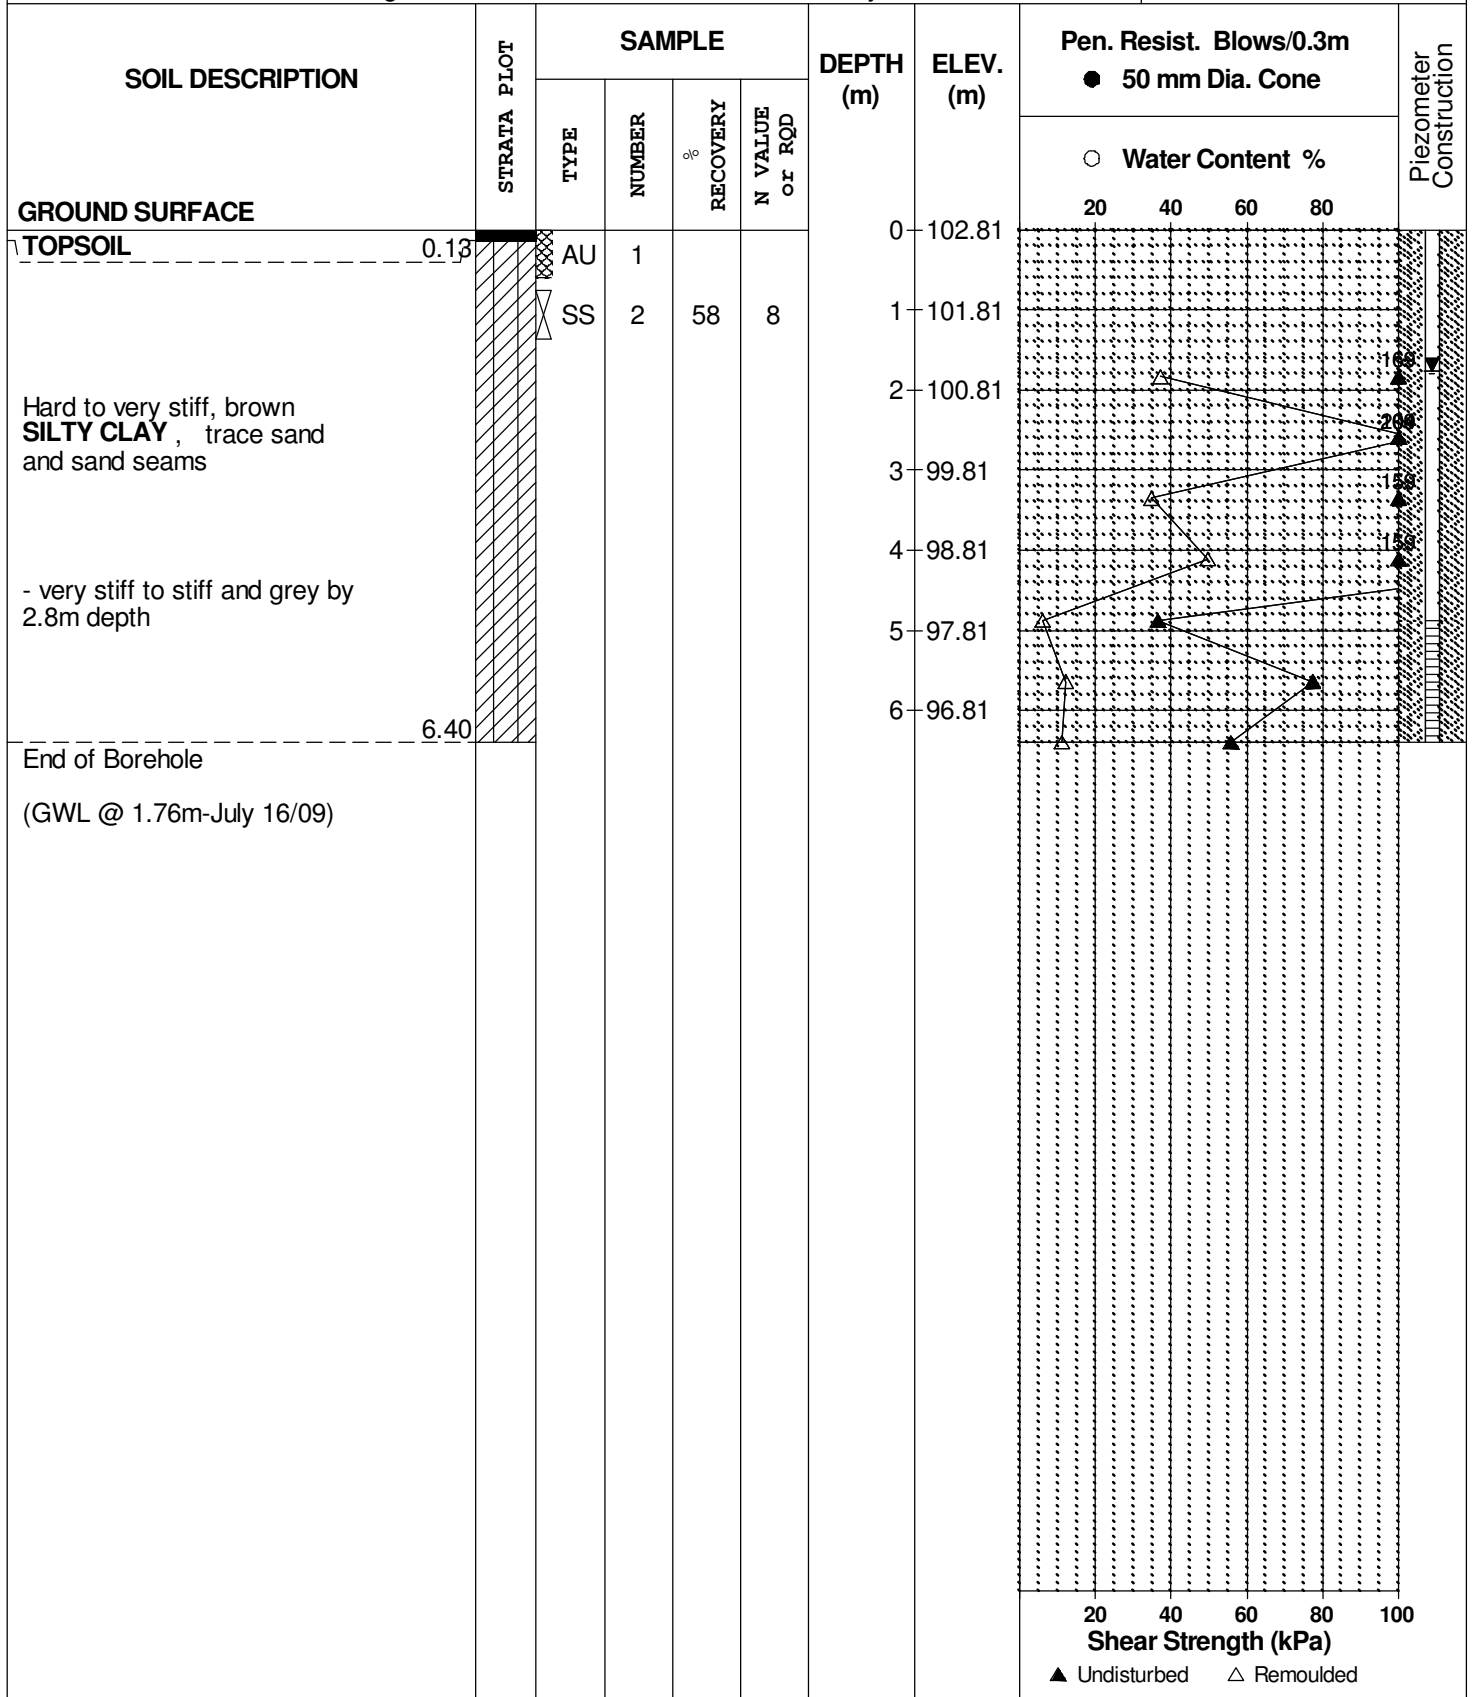 SOIL DESCRIPTION
GROUND SURFACE
STRATA PLOT
SAMPLE
TYPE
NUMBER
%
RECOVERY
N VALUE
or RQD
DEPTH
(m)
ELEV.
(m)
Pen. Resist. Blows/0.3m
● 50 mm Dia. Cone
○ Water Content %
20 40 60 80
Piezometer
Construction
TOPSOIL 0.13
AU 1
SS 2 58 8
0 102.81
1 101.81
2 100.81
3 99.81
4 98.81
5 97.81
6 96.81
Hard to very stiff, brown
SILTY CLAY , trace sand
and sand seams
- very stiff to stiff and grey by
2.8m depth
6.40
End of Borehole
(GWL @ 1.76m-July 16/09)
159
159
20 40 60 80 100
Shear Strength (kPa)
▲ Undisturbed △ Remoulded